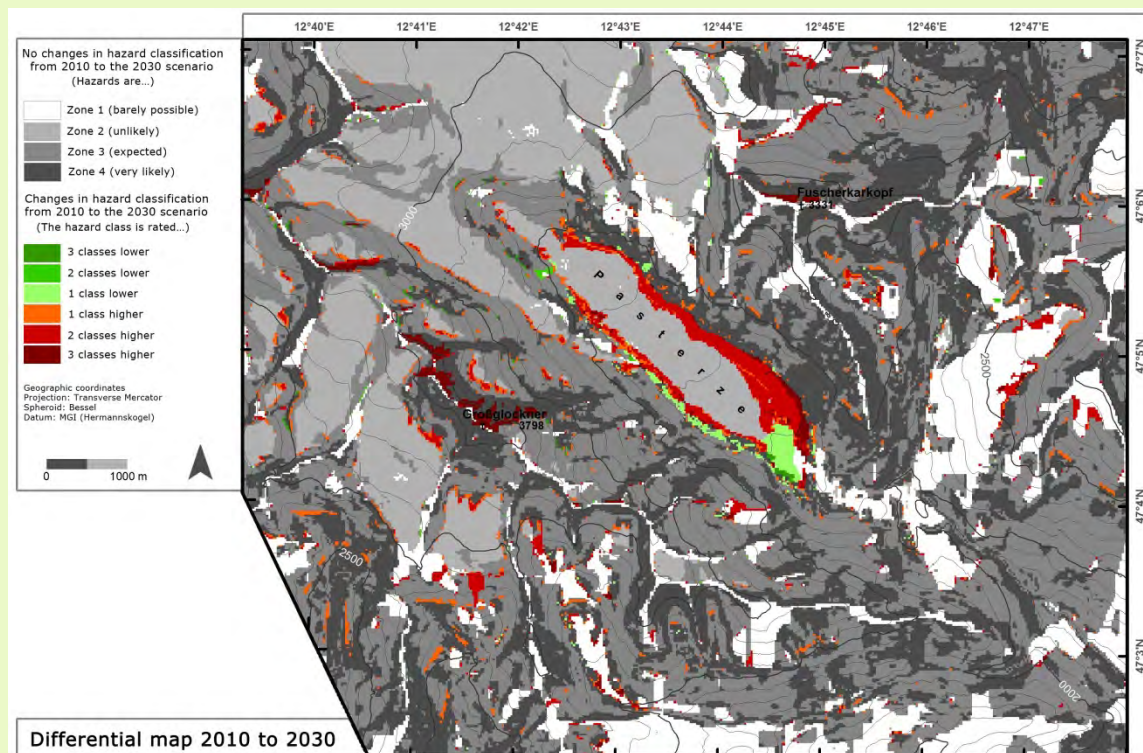 12°40'E 12°41'E 12°42'E 12°43'E 12°44'E 12°45'E 12°46'E 12°47'E
No changes in hazard classification
from 2010 to the 2030 scenario
(Hazards are...)
Zone 1 (barely possible)
Zone 2 (unlikely)
Zone 3 (expected)
Zone 4 (very likely)
Changes in hazard classification
from 2010 to the 2030 scenario
(The hazard class is rated...)
3 classes lower
2 classes lower
1 class lower
1 class higher
2 classes higher
3 classes higher
Geographic coordinates
Projection: Transverse Mercator
Spheroid: Bessel
Datum: MGI (Hermannskogel)
0 1000 m
47°7'N
47°6'N
47°5'N
47°4'N
47°3'N
3000
Fuscherkarkopf
3331
Pasterze
2500
Großglockner
3798
2500
2000
Differential map 2010 to 2030